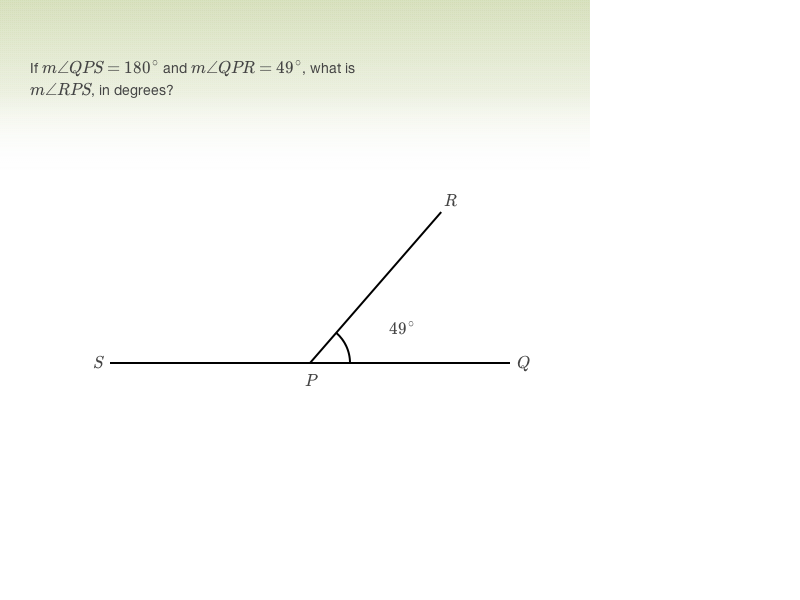 If m∠QPS = 180° and m∠QPR = 49°, what is
m∠RPS, in degrees?
R
49°
S
Q
P